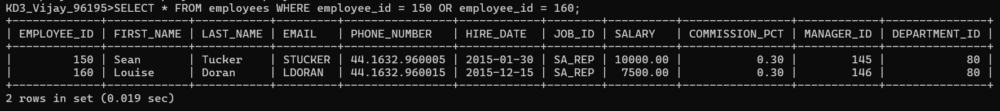 KD3_Vijay_96195>SELECT * FROM employees WHERE employee_id = 150 OR employee_id = 160;
+-------------+------------+-----------+---------+----------------+------------+--------+----------+----------------+------------+---------------+
| EMPLOYEE_ID | FIRST_NAME | LAST_NAME | EMAIL   | PHONE_NUMBER   | HIRE_DATE  | JOB_ID | SALARY   | COMMISSION_PCT | MANAGER_ID | DEPARTMENT_ID |
+-------------+------------+-----------+---------+----------------+------------+--------+----------+----------------+------------+---------------+
|         150 | Sean       | Tucker    | STUCKER | 44.1632.960005 | 2015-01-30 | SA_REP | 10000.00 |           0.30 |        145 |            80 |
|         160 | Louise     | Doran     | LDORAN  | 44.1632.960015 | 2015-12-15 | SA_REP |  7500.00 |           0.30 |        146 |            80 |
+-------------+------------+-----------+---------+----------------+------------+--------+----------+----------------+------------+---------------+
2 rows in set (0.019 sec)